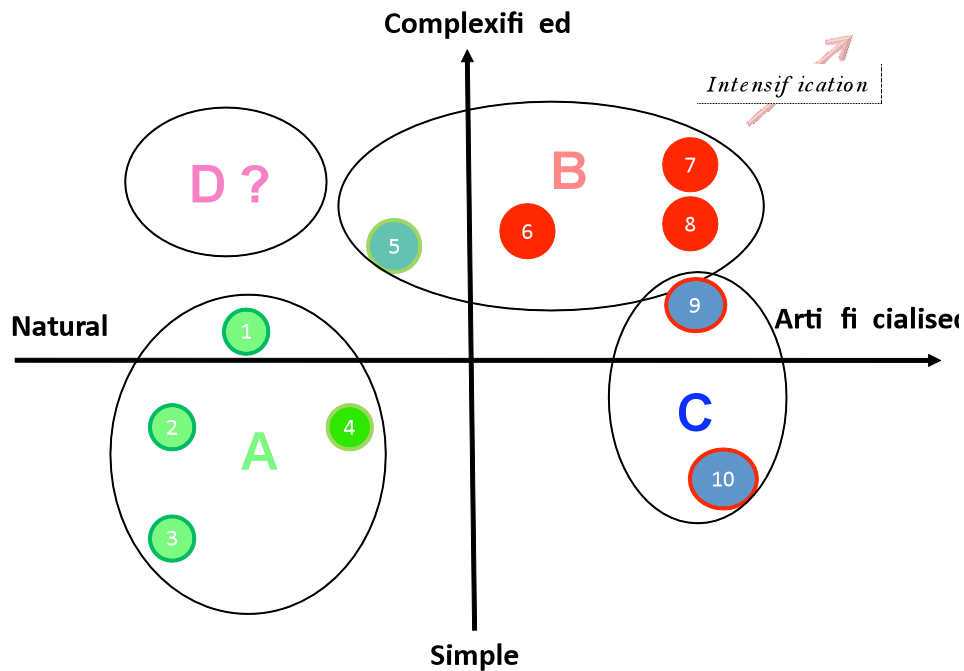 Complexifi ed
Intensif ication
D ?
B
7
8
6
5
9
Natural
Arti fi cialised
1
2
4
A
C
3
10
Simple